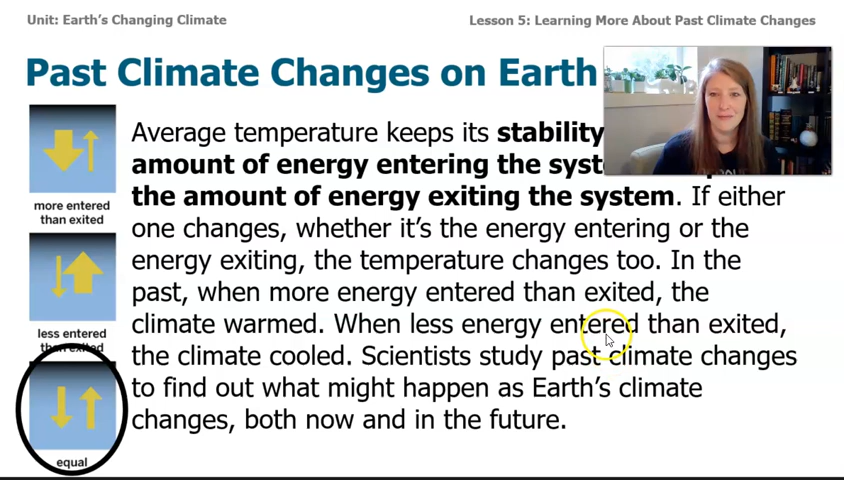 Unit: Earth's Changing Climate
Lesson 5: Learning More About Past Climate Changes
Past Climate Changes on Earth
more entered
than exited
less entered
than exited
equal
Average temperature keeps its stability
amount of energy entering the
the amount of energy exiting the system. If either
one changes, whether it's the energy entering or the
energy exiting, the temperature changes too. In the
past, when more energy entered than exited, the
climate warmed. When less energy entered than exited,
the climate cooled. Scientists study past climate changes
to find out what might happen as Earth's climate
changes, both now and in the future.